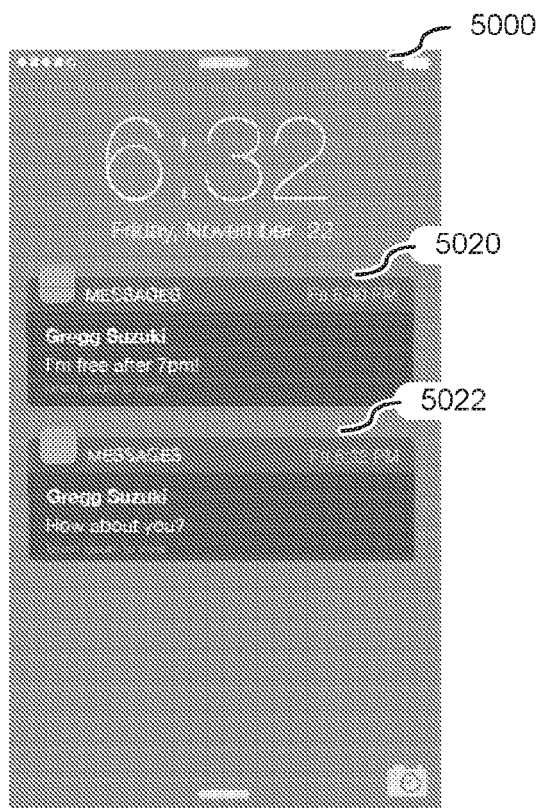 5000
6:32
Friday, November 22
5020
MESSAGES
Gregg Suzuki
I'm free after 7pm!
5022
MESSAGES
Gregg Suzuki
How about you?